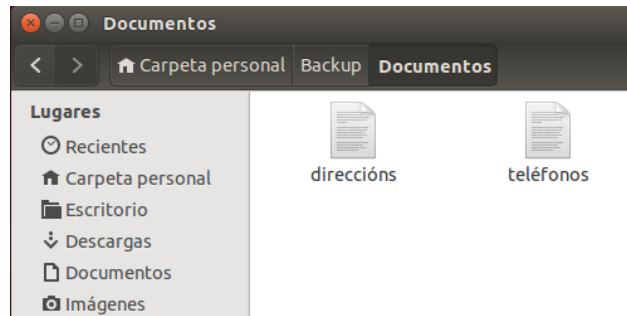 Documentos
Carpeta personal Backup Documentos
Lugares
Recientes
Carpeta personal
Escritorio
Descargas
Documentos
Imágenes
direccións teléfonos